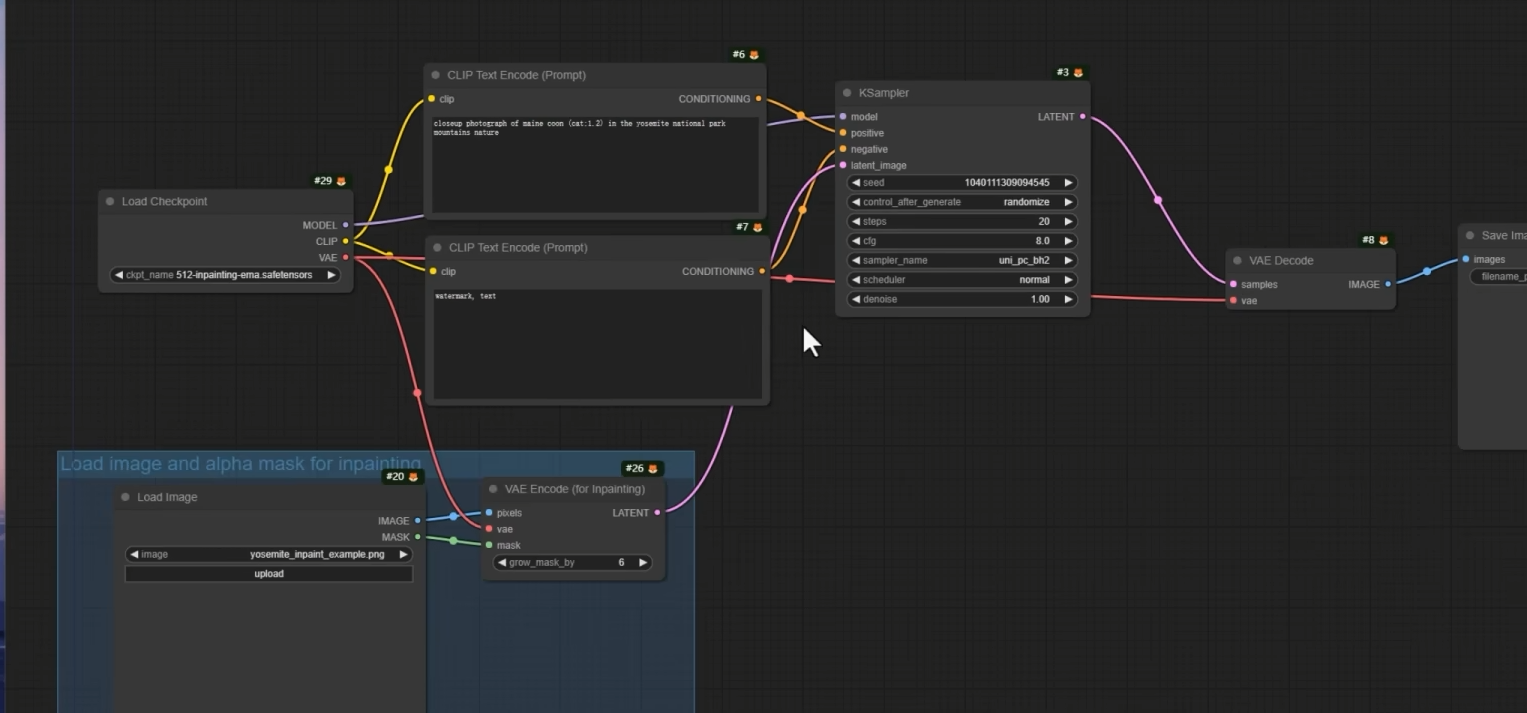 #6
CLIP Text Encode (Prompt)
clip
CONDITIONING
closeup photograph of maine coon (cat:1.2) in the yosemite national park
mountains nature
#3
KSampler
model
LATENT
positive
negative
latent_image
seed 1040111309094545
control_after_generate randomize
steps 20
cfg 8.0
sampler_name uni_pc_bh2
scheduler normal
denoise 1.00
#29
Load Checkpoint
MODEL
CLIP
VAE
ckpt_name 512-inpainting-ema.safetensors
#7
CLIP Text Encode (Prompt)
clip
CONDITIONING
watermark, text
#8
VAE Decode
samples
IMAGE
vae
Save Ima
images
filename_p
Load image and alpha mask for inpainting
#20
Load Image
IMAGE
MASK
image yosemite_inpaint_example.png
upload
#26
VAE Encode (for Inpainting)
pixels
LATENT
vae
mask
grow_mask_by 6